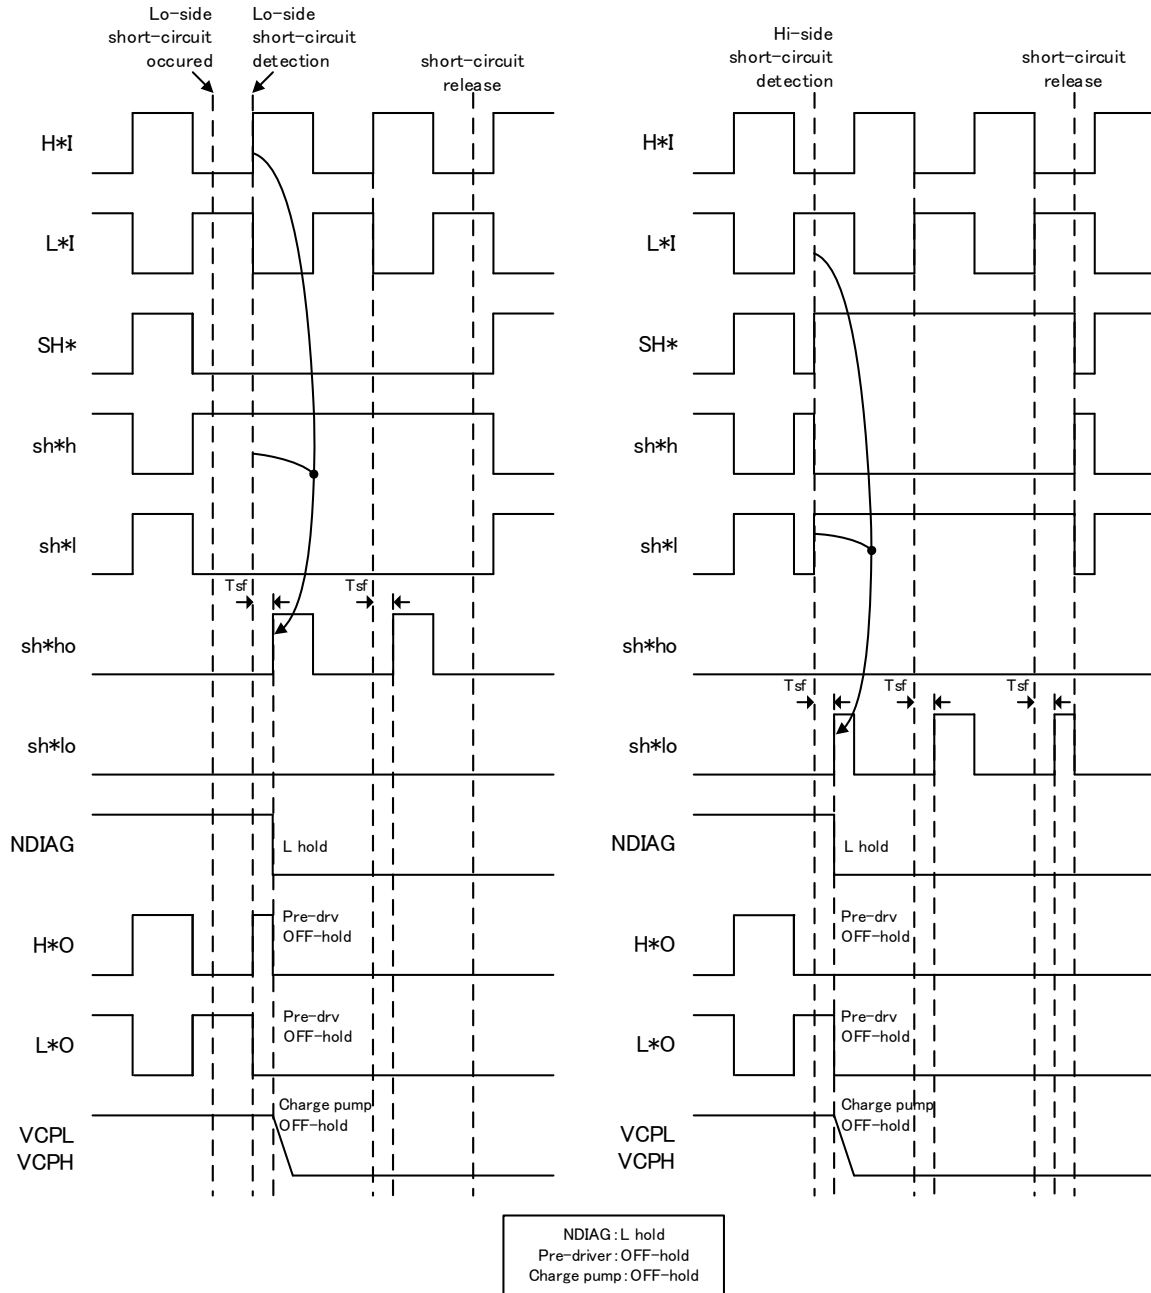 Lo-side
short-circuit
occured
Lo-side
short-circuit
detection
short-circuit
release
H*I
L*I
SH*
sh*h
sh*l
Tsf
Tsf
sh*ho
sh*lo
NDIAG
L hold
H*O
Pre-drv
OFF-hold
L*O
Pre-drv
OFF-hold
VCPL
VCPH
Charge pump
OFF-hold
Hi-side
short-circuit
detection
short-circuit
release
H*I
L*I
SH*
sh*h
sh*l
sh*ho
Tsf
Tsf
Tsf
sh*lo
NDIAG
L hold
H*O
Pre-drv
OFF-hold
L*O
Pre-drv
OFF-hold
VCPL
VCPH
Charge pump
OFF-hold
NDIAG:L hold
Pre-driver:OFF-hold
Charge pump:OFF-hold